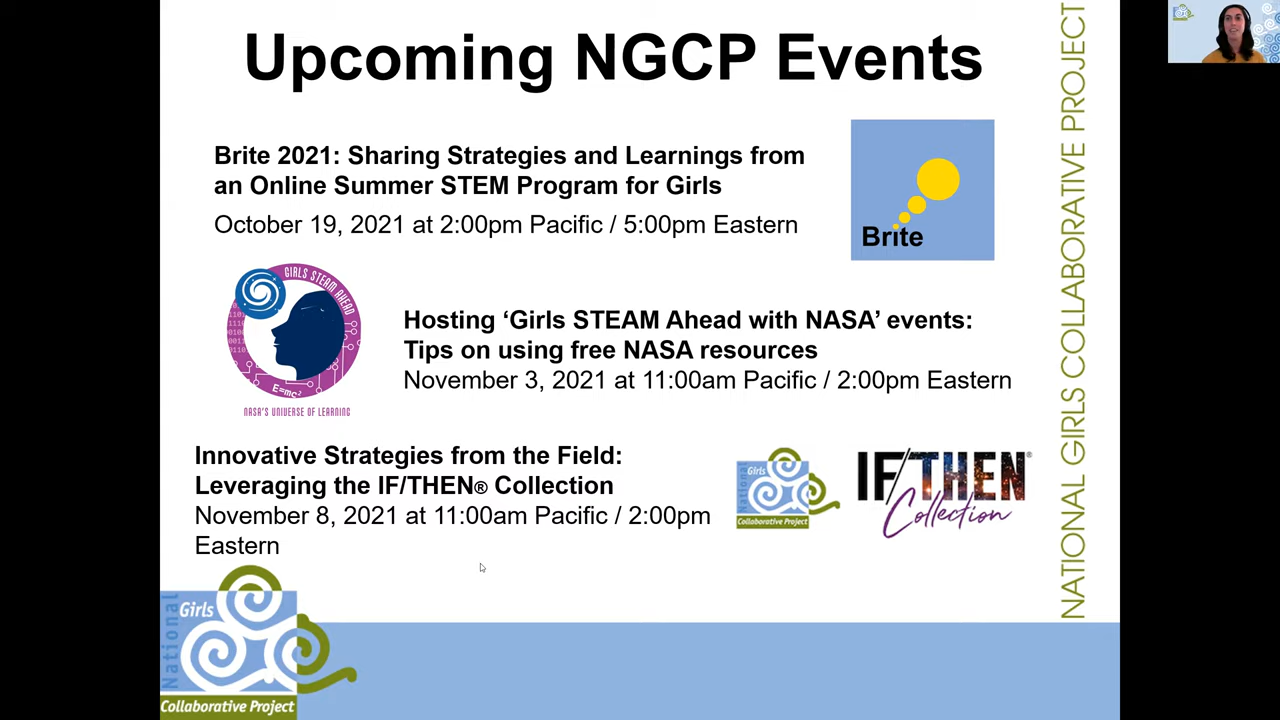 Upcoming NGCP Events
Brite 2021: Sharing Strategies and Learnings from
an Online Summer STEM Program for Girls
October 19, 2021 at 2:00pm Pacific / 5:00pm Eastern
Brite
GIRLS STEAM AHEAD
E=mc²
NASA'S UNIVERSE OF LEARNING
Hosting ‘Girls STEAM Ahead with NASA’ events:
Tips on using free NASA resources
November 3, 2021 at 11:00am Pacific / 2:00pm Eastern
Innovative Strategies from the Field:
Leveraging the IF/THEN® Collection
November 8, 2021 at 11:00am Pacific / 2:00pm
Eastern
National
Girls
Collaborative Project
IF/THEN®
Collection
NATIONAL GIRLS COLLABORATIVE PROJECT
National
Girls
Collaborative Project